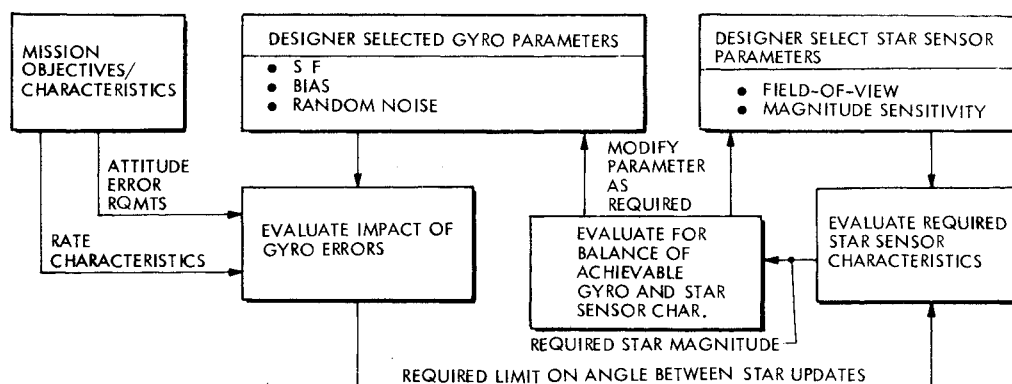 MISSION
OBJECTIVES/
CHARACTERISTICS
DESIGNER SELECTED GYRO PARAMETERS
● S F
● BIAS
● RANDOM NOISE
DESIGNER SELECT STAR SENSOR
PARAMETERS
● FIELD-OF-VIEW
● MAGNITUDE SENSITIVITY
ATTITUDE
ERROR
RQMTS
RATE
CHARACTERISTICS
EVALUATE IMPACT OF
GYRO ERRORS
MODIFY
PARAMETER
AS
REQUIRED
EVALUATE FOR
BALANCE OF
ACHIEVABLE
GYRO AND STAR
SENSOR CHAR.
EVALUATE REQUIRED
STAR SENSOR
CHARACTERISTICS
REQUIRED STAR MAGNITUDE
REQUIRED LIMIT ON ANGLE BETWEEN STAR UPDATES